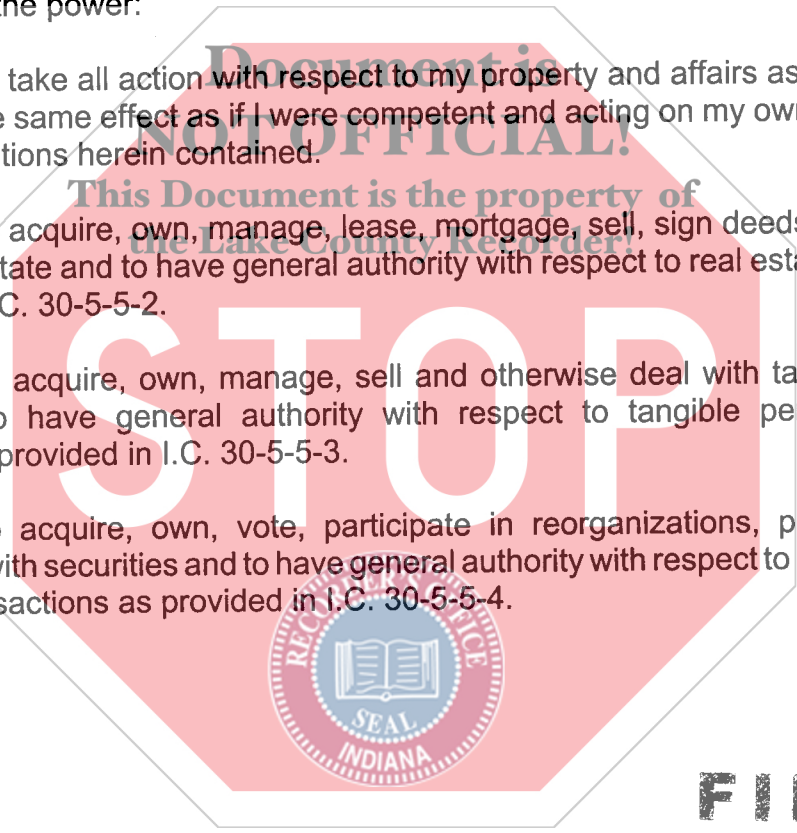 the power:
Document is
take all action with respect to my property and affairs as
e same effect as if I were competent and acting on my own
NOT OFFICIAL!
tions herein contained.
This Document is the property of
acquire, own, manage, lease, mortgage, sell, sign deeds
the Lake County Recorder!
tate and to have general authority with respect to real esta
C. 30-5-5-2.
STOP
acquire, own, manage, sell and otherwise deal with ta
o have general authority with respect to tangible pe
provided in I.C. 30-5-5-3.
acquire, own, vote, participate in reorganizations, p
vith securities and to have general authority with respect to
sactions as provided in I.C. 30-5-5-4.
RECORDER'S OFFICE
SEAL
INDIANA
FI